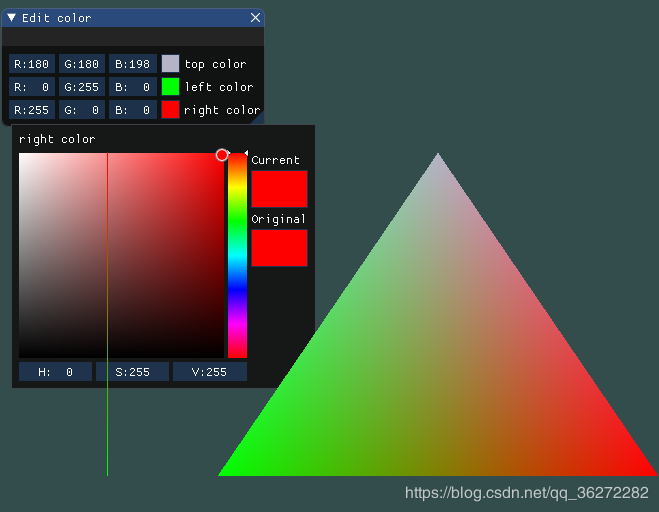 Edit color
R:180 G:180 B:198 top color
R: 0 G:255 B: 0 left color
R:255 G: 0 B: 0 right color
right color
Current
Original
H: 0 S:255 V:255
https://blog.csdn.net/qq_36272282